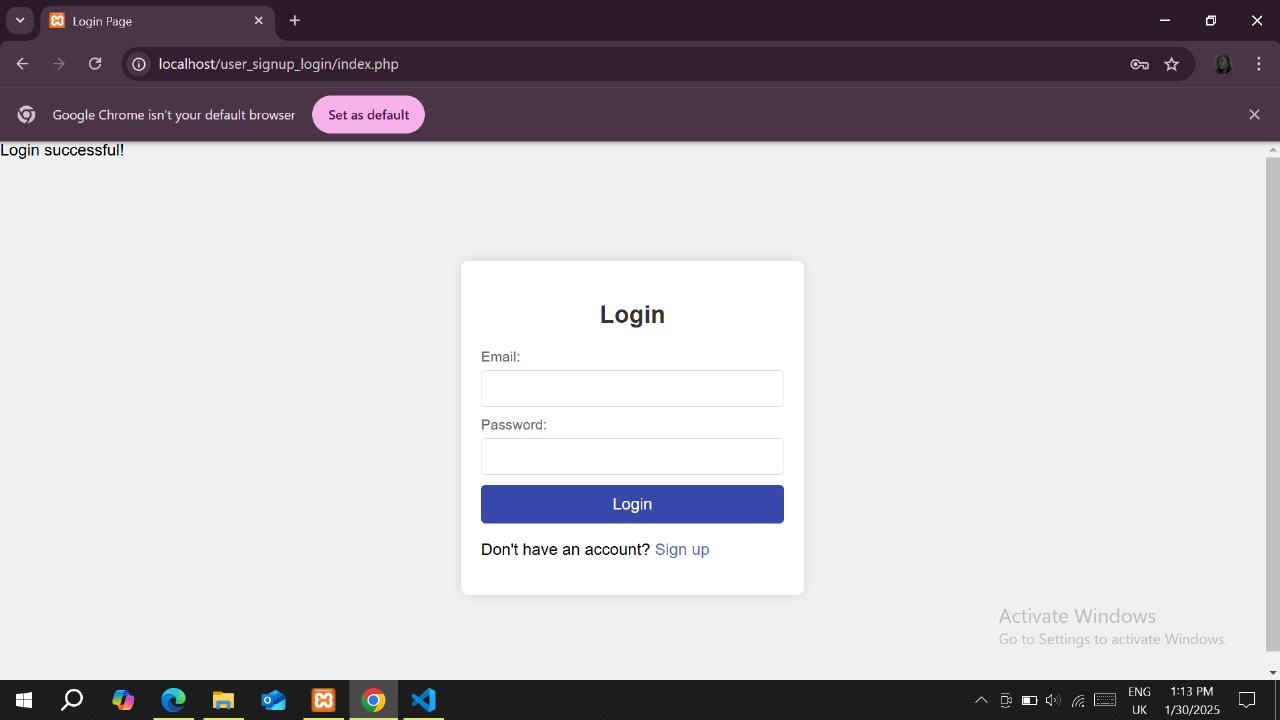 Login Page
localhost/user_signup_login/index.php
Google Chrome isn't your default browser
Set as default
Login successful!
Login
Email:
Password:
Login
Don't have an account? Sign up
Activate Windows
Go to Settings to activate Windows.
ENG
UK
1:13 PM
1/30/2025